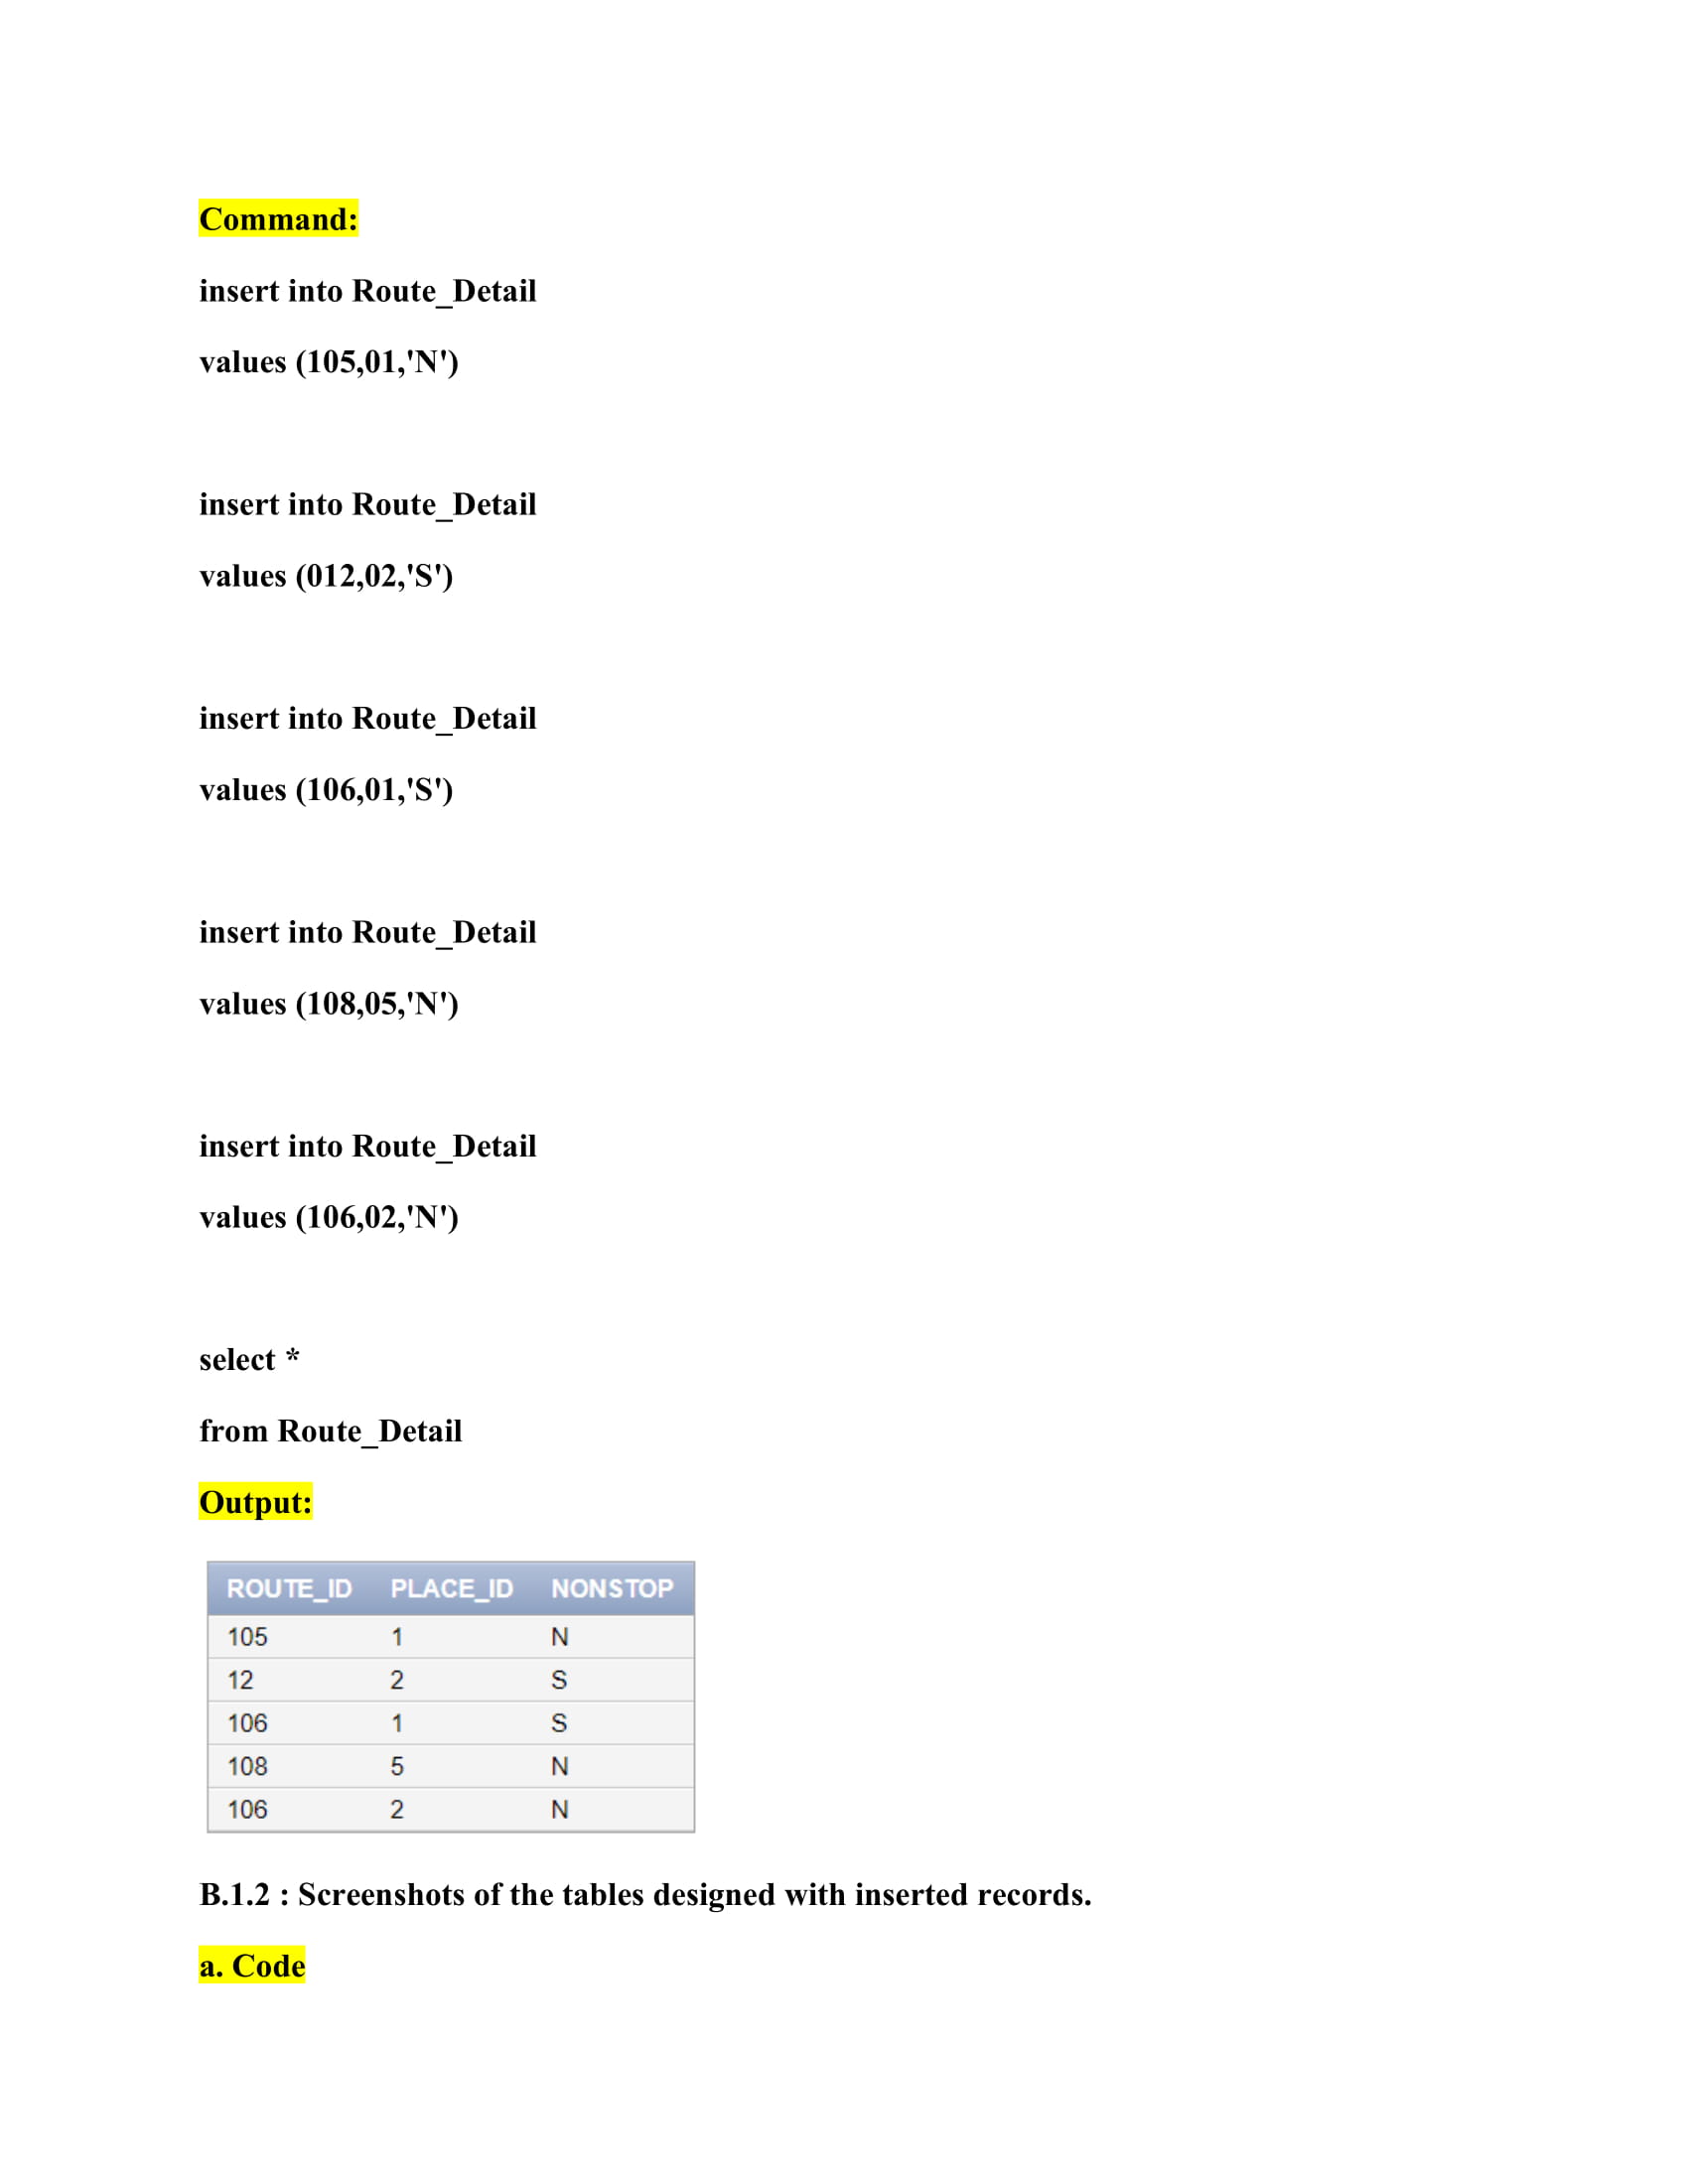 Command:
insert into Route_Detail
values (105,01,'N')
insert into Route_Detail
values (012,02,'S')
insert into Route_Detail
values (106,01,'S')
insert into Route_Detail
values (108,05,'N')
insert into Route_Detail
values (106,02,'N')
select *
from Route_Detail
Output:
ROUTE_ID PLACE_ID NONSTOP
105 1 N
12 2 S
106 1 S
108 5 N
106 2 N
B.1.2 : Screenshots of the tables designed with inserted records.
a. Code